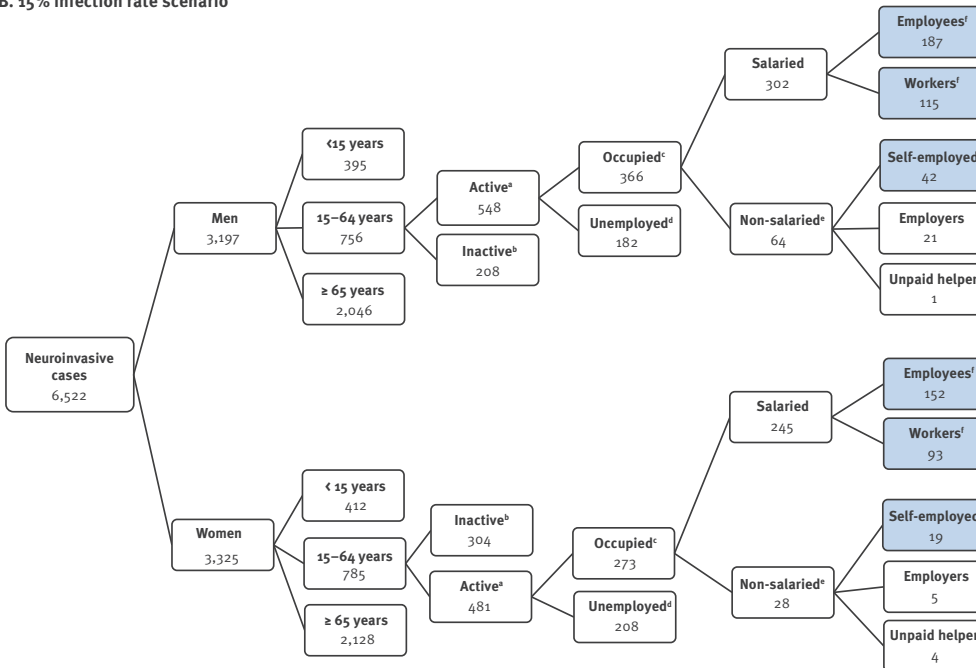 B. 15% infection rate scenario
Neuroinvasive
cases
6,522
Men
3,197
<15 years
395
15–64 years
756
≥ 65 years
2,046
Activeᵃ
548
Inactiveᵇ
208
Occupiedᶜ
366
Unemployedᵈ
182
Salaried
302
Non-salariedᵉ
64
Employeesᶠ
187
Workersᶠ
115
Self-employed
42
Employers
21
Unpaid helper
1
Women
3,325
< 15 years
412
15–64 years
785
≥ 65 years
2,128
Inactiveᵇ
304
Activeᵃ
481
Occupiedᶜ
273
Unemployedᵈ
208
Salaried
245
Non-salariedᵉ
28
Employeesᶠ
152
Workersᶠ
93
Self-employed
19
Employers
5
Unpaid helper
4